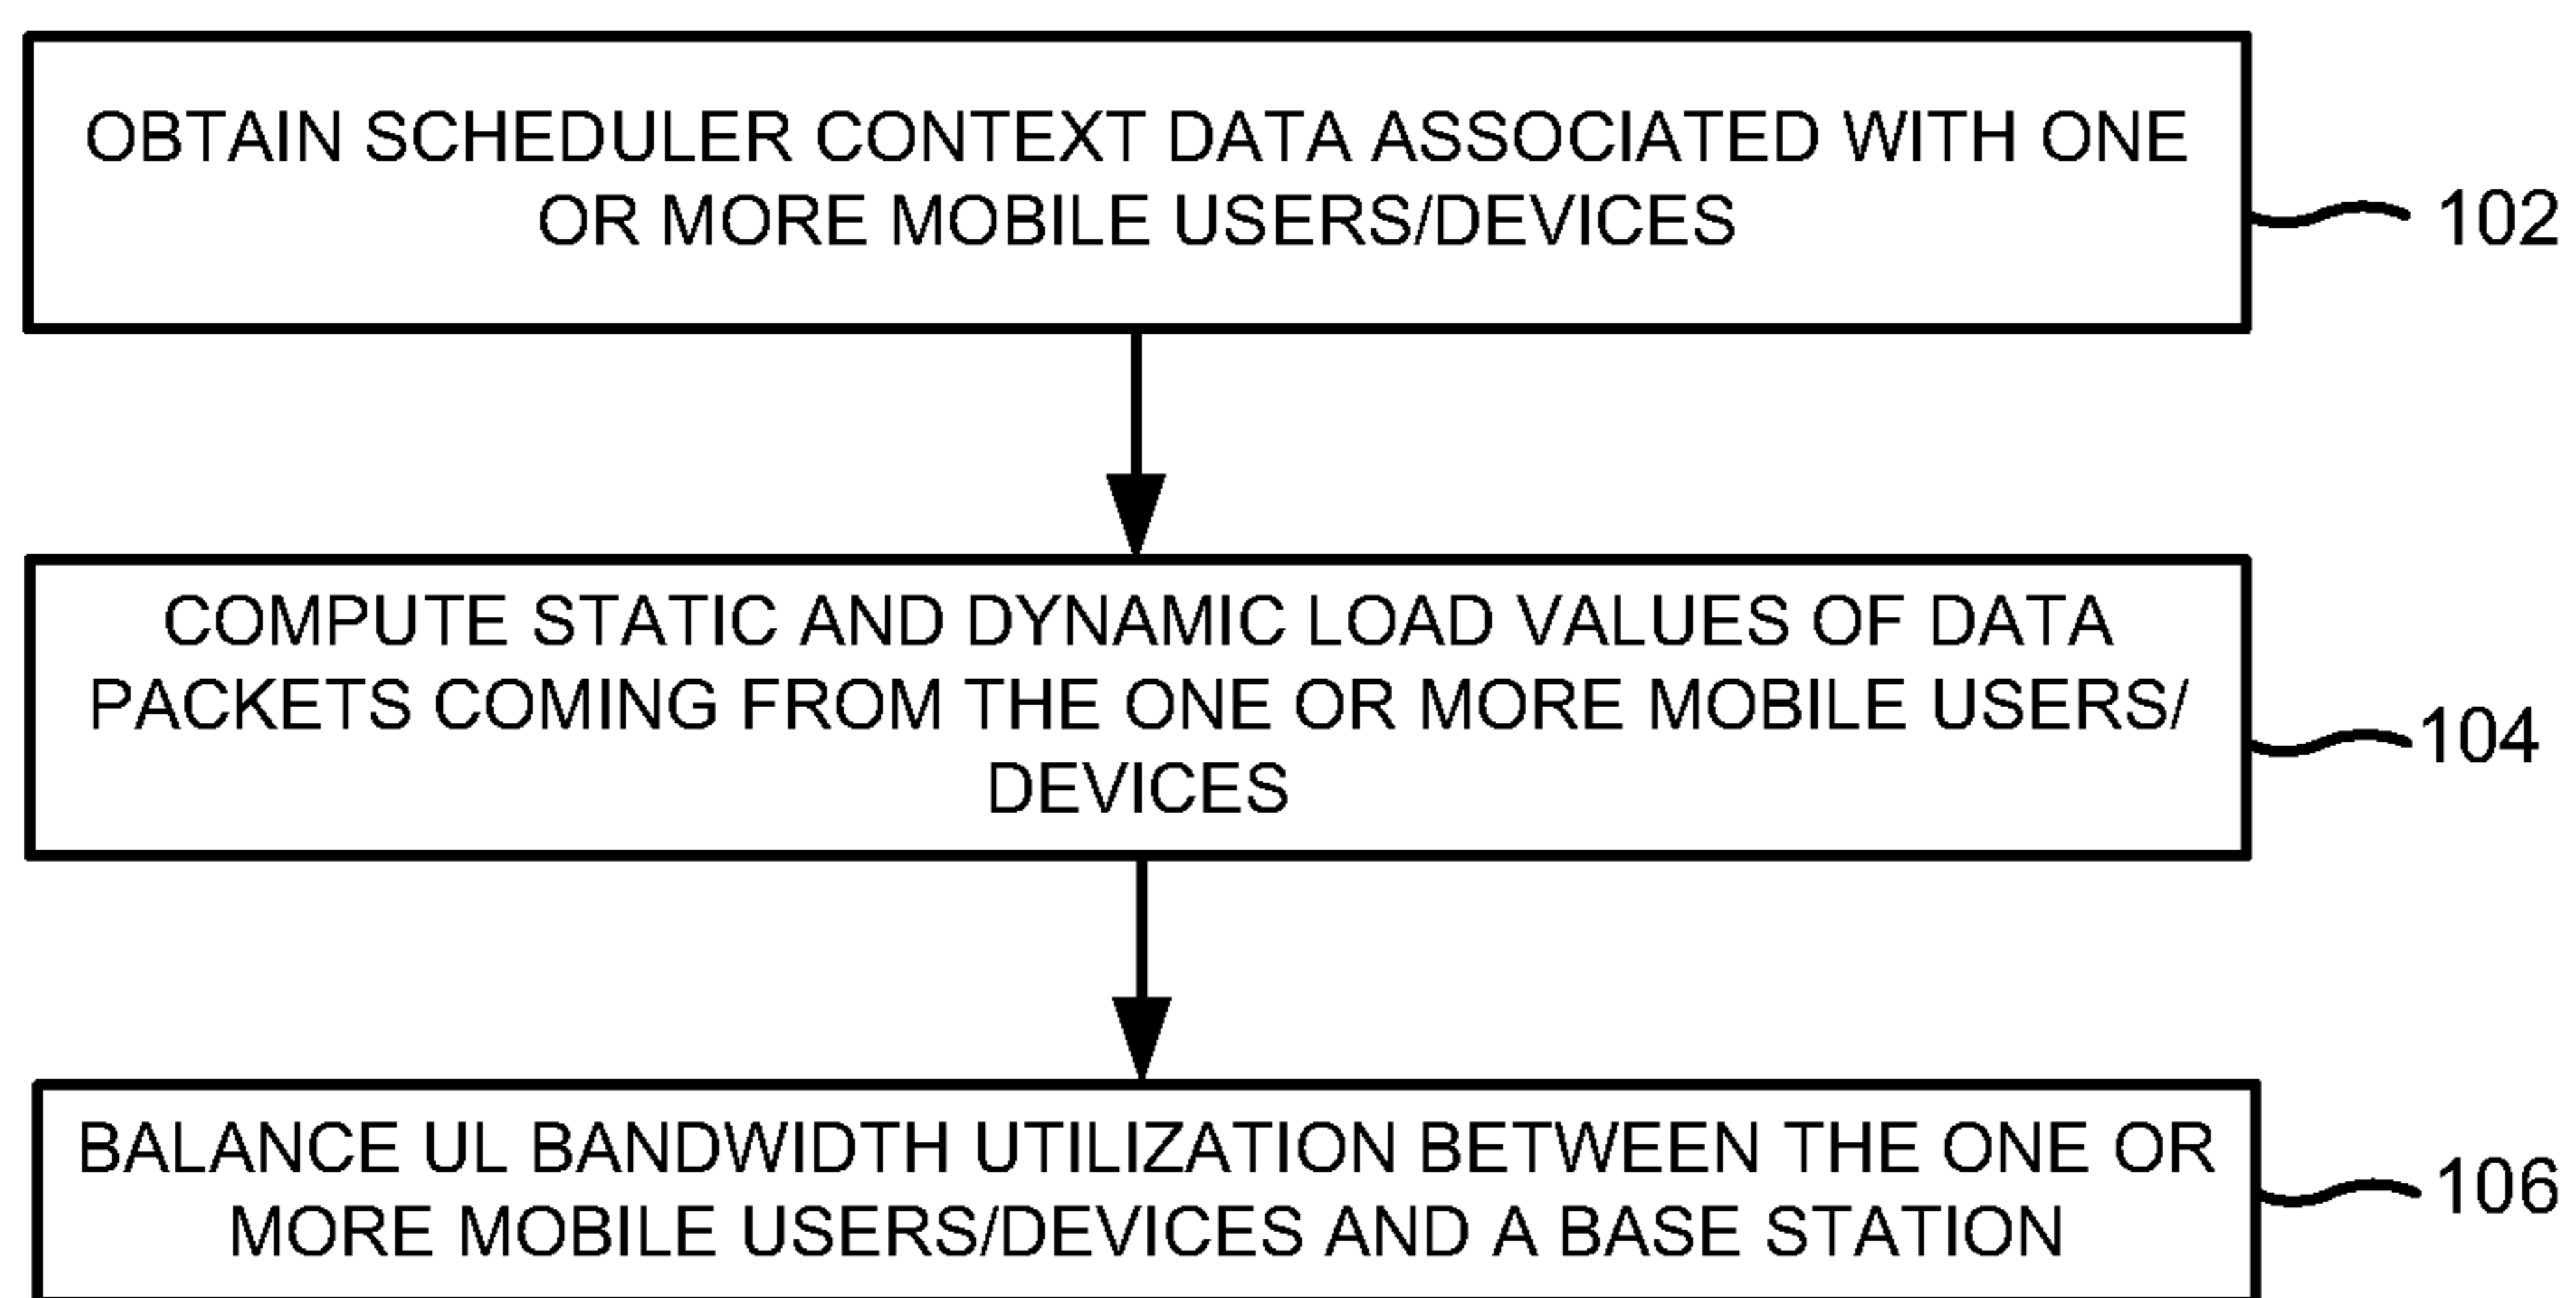 OBTAIN SCHEDULER CONTEXT DATA ASSOCIATED WITH ONE
OR MORE MOBILE USERS/DEVICES
102
COMPUTE STATIC AND DYNAMIC LOAD VALUES OF DATA
PACKETS COMING FROM THE ONE OR MORE MOBILE USERS/
DEVICES
104
BALANCE UL BANDWIDTH UTILIZATION BETWEEN THE ONE OR
MORE MOBILE USERS/DEVICES AND A BASE STATION
106